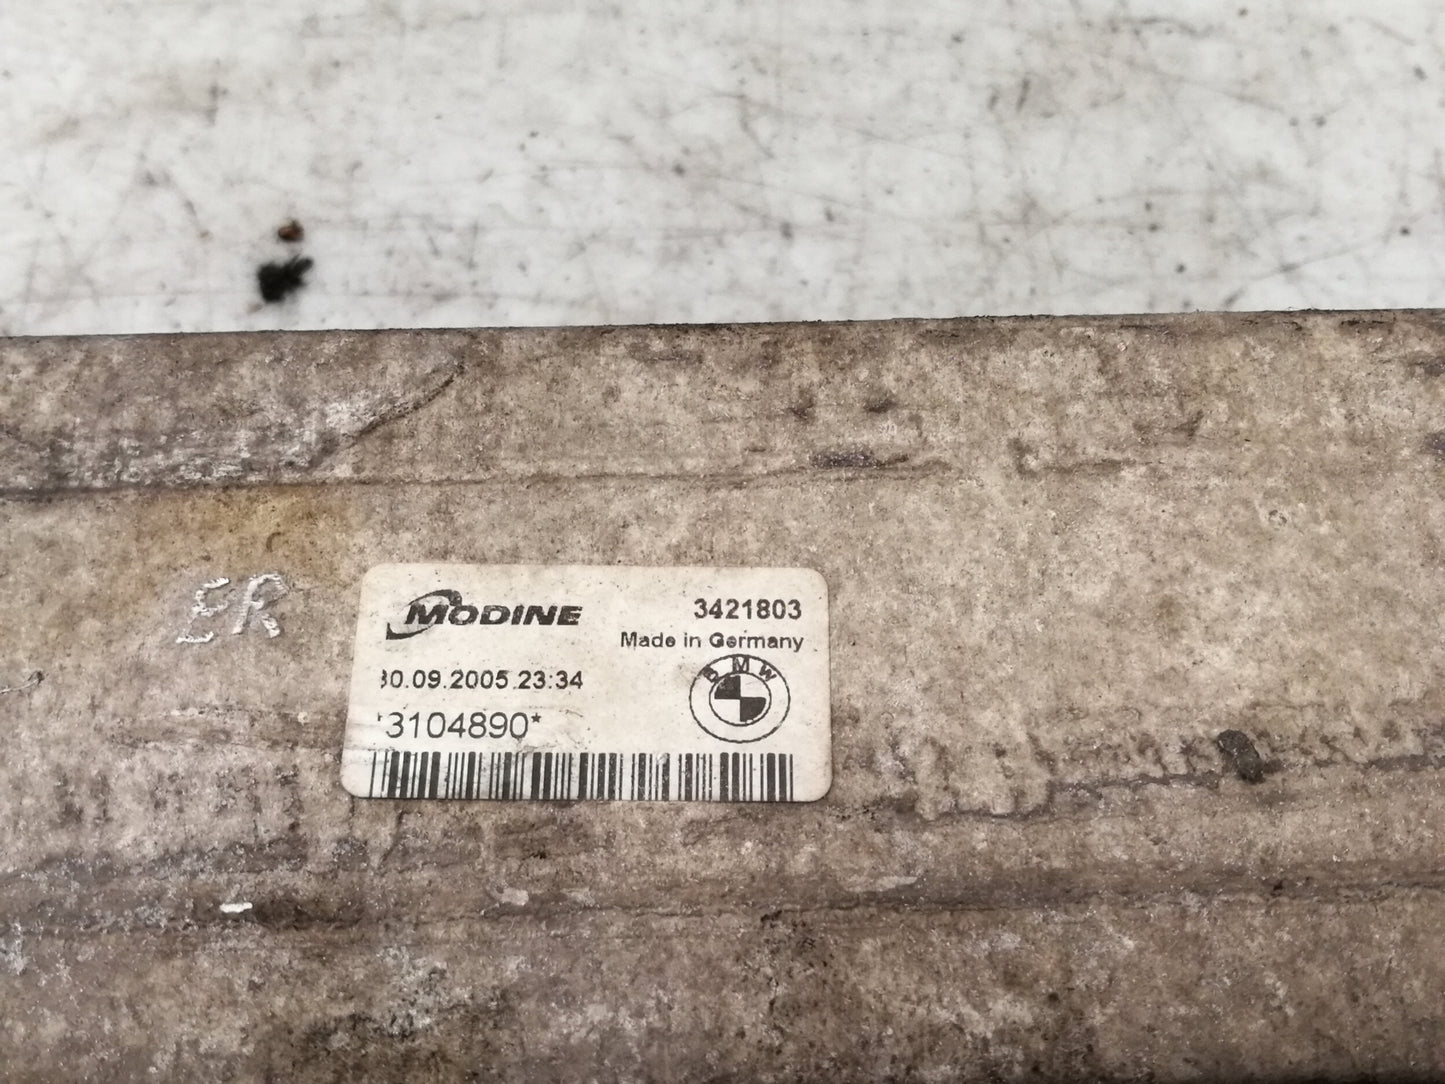 ER
MODINE 3421803
Made in Germany
30.09.2005 23:34
BMW
*3104890*